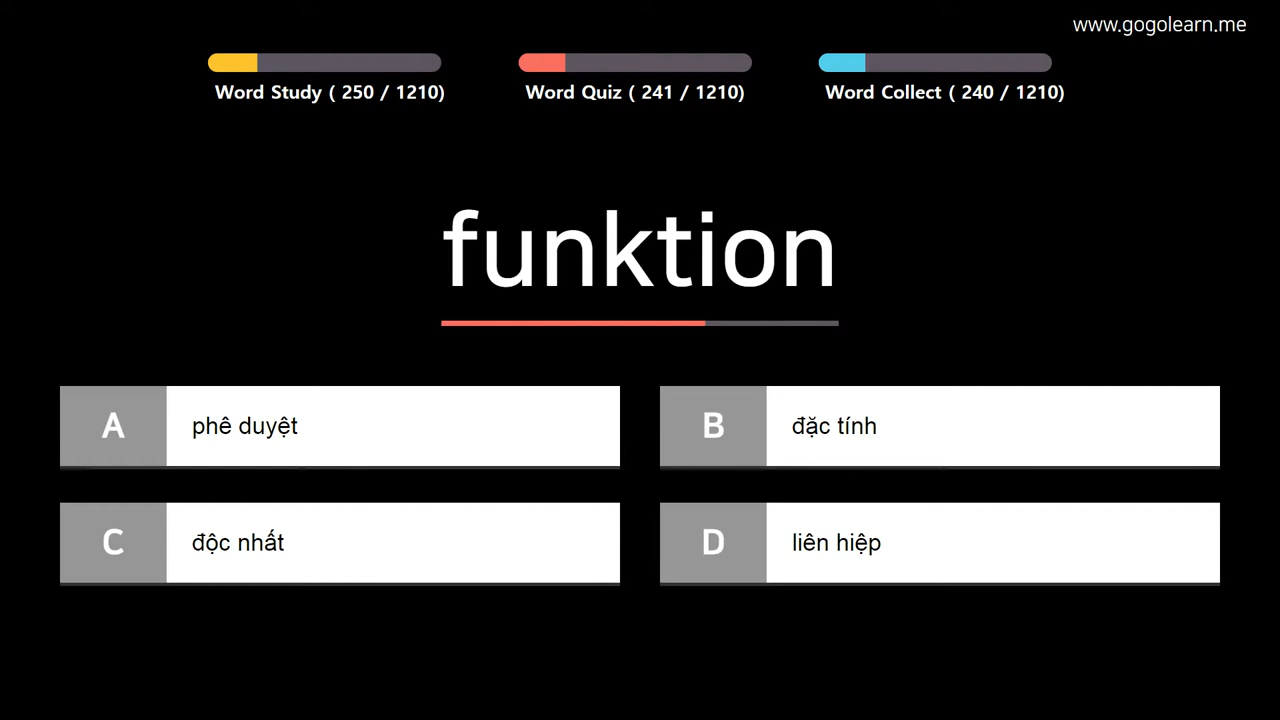 www.gogolearn.me
Word Study ( 250 / 1210)
Word Quiz ( 241 / 1210)
Word Collect ( 240 / 1210)
funktion
A phê duyệt
B đặc tính
C độc nhất
D liên hiệp